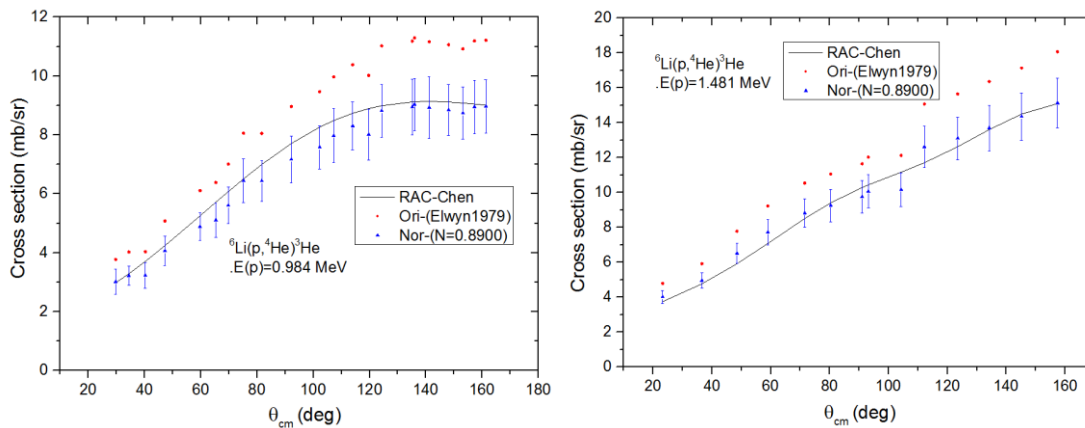 12
10
8
6
4
2
0
Cross section (mb/sr)
RAC-Chen
Ori-(Elwyn1979)
Nor-(N=0.8900)
⁶Li(p,⁴He)³He
.E(p)=0.984 MeV
20 40 60 80 100 120 140 160 180
θcm (deg)
20
18
16
14
12
10
8
6
4
2
0
Cross section (mb/sr)
⁶Li(p,⁴He)³He
.E(p)=1.481 MeV
RAC-Chen
Ori-(Elwyn1979)
Nor-(N=0.8900)
20 40 60 80 100 120 140 160
θcm (deg)